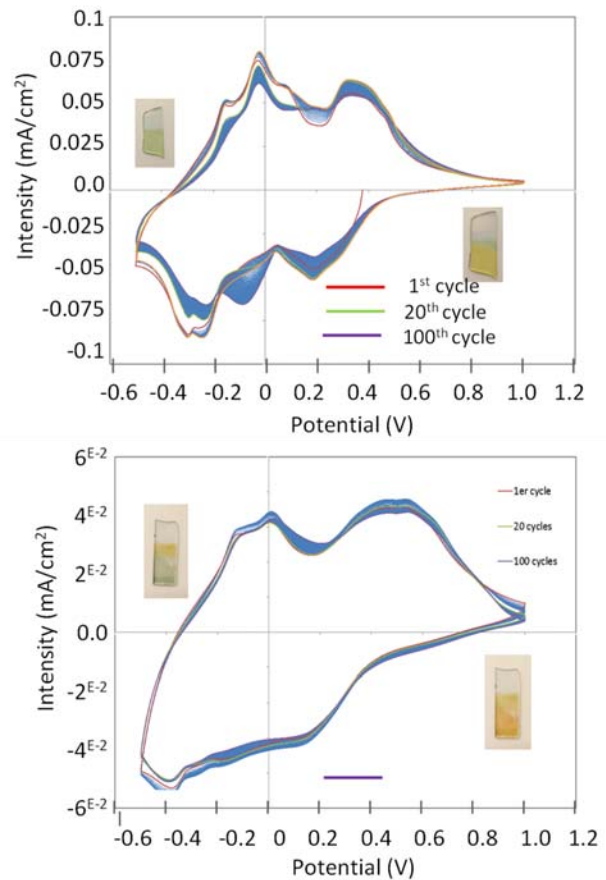 0.1
0.075
0.05
0.025
0.0
-0.025
-0.05
-0.075
-0.1
Intensity (mA/cm²)
1st cycle
20th cycle
100th cycle
-0.6 -0.4 -0.2 0 0.2 0.4 0.6 0.8 1.0 1.2
Potential (V)
6E-2
4E-2
2E-2
0.0
-2E-2
-4E-2
-6E-2
Intensity (mA/cm²)
1er cycle
20 cycles
100 cycles
-0.6 -0.4 -0.2 0 0.2 0.4 0.6 0.8 1.0 1.2
Potential (V)